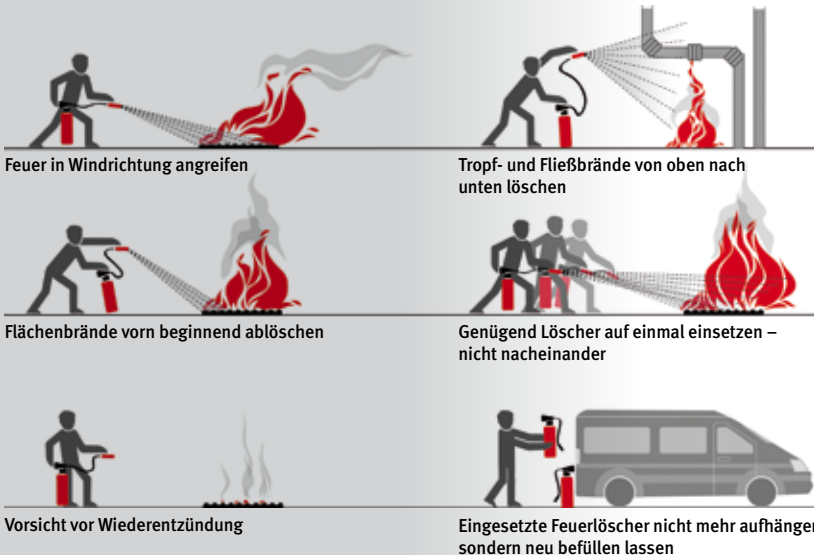 Feuer in Windrichtung angreifen
Tropf- und Fließbrände von oben nach
unten löschen
Flächenbrände vorn beginnend ablöschen
Genügend Löscher auf einmal einsetzen –
nicht nacheinander
Vorsicht vor Wiederentzündung
Eingesetzte Feuerlöscher nicht mehr aufhängen
sondern neu befüllen lassen